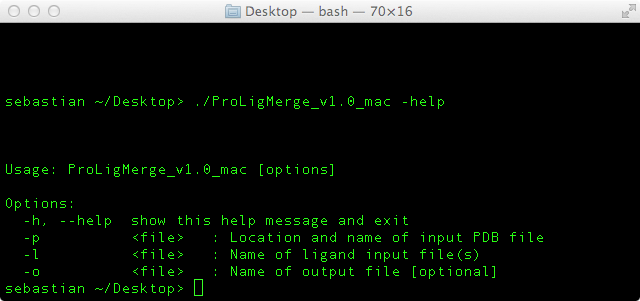 Desktop — bash — 70×16
sebastian ~/Desktop> ./ProLigMerge_v1.0_mac -help
Usage: ProLigMerge_v1.0_mac [options]
Options:
-h, --help  show this help message and exit
-p          <file>   : Location and name of input PDB file
-l          <file>   : Name of ligand input file(s)
-o          <file>   : Name of output file [optional]
sebastian ~/Desktop>